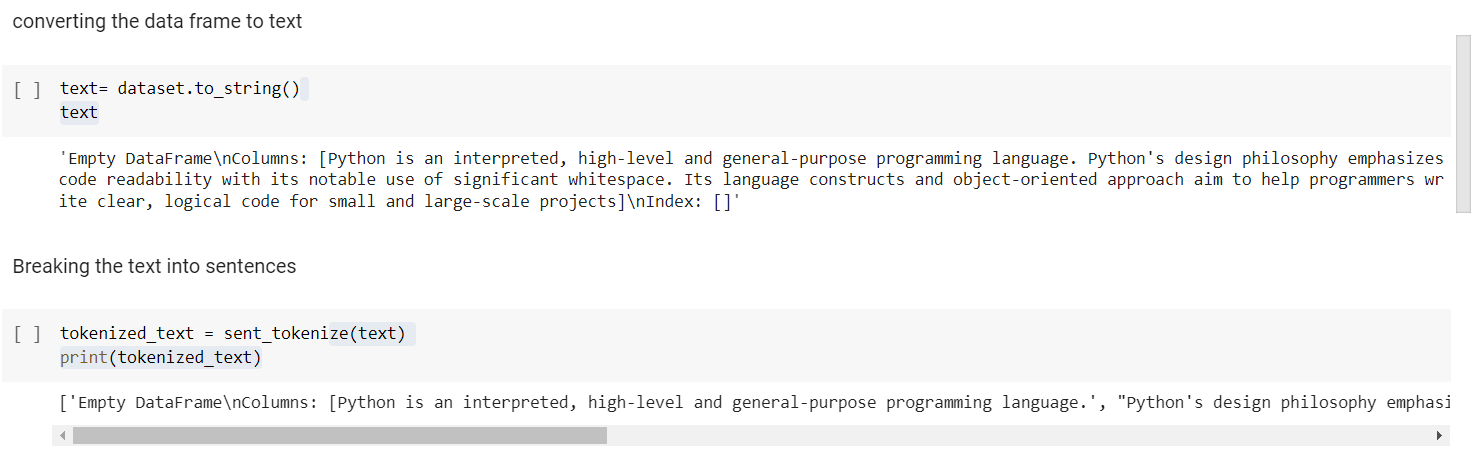 converting the data frame to text
[ ] text= dataset.to_string()
text
'Empty DataFrame\nColumns: [Python is an interpreted, high-level and general-purpose programming language. Python's design philosophy emphasizes
code readability with its notable use of significant whitespace. Its language constructs and object-oriented approach aim to help programmers wr
ite clear, logical code for small and large-scale projects]\nIndex: []'
Breaking the text into sentences
[ ] tokenized_text = sent_tokenize(text)
print(tokenized_text)
['Empty DataFrame\nColumns: [Python is an interpreted, high-level and general-purpose programming language.', "Python's design philosophy emphasi